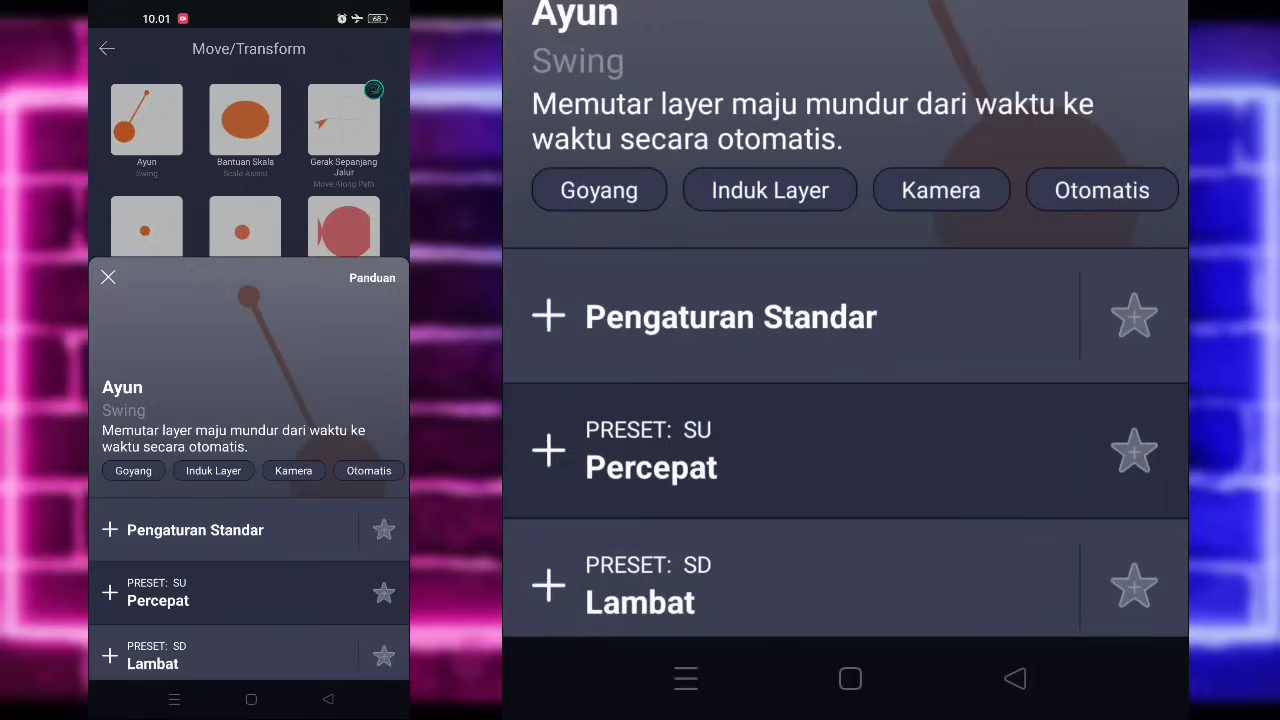 10.01
68
Move/Transform
Ayun
Swing
Bantuan Skala
Scale Assist
Gerak Sepanjang
Jalur
Move Along Path
Panduan
Ayun
Swing
Memutar layer maju mundur dari waktu ke
waktu secara otomatis.
Goyang
Induk Layer
Kamera
Otomatis
Pengaturan Standar
PRESET: SU
Percepat
PRESET: SD
Lambat
Ayun
Swing
Memutar layer maju mundur dari waktu ke
waktu secara otomatis.
Goyang
Induk Layer
Kamera
Otomatis
Pengaturan Standar
PRESET: SU
Percepat
PRESET: SD
Lambat